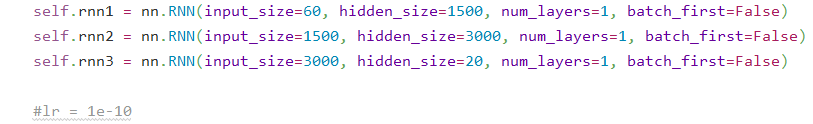 self.rnn1 = nn.RNN(input_size=60, hidden_size=1500, num_layers=1, batch_first=False)
self.rnn2 = nn.RNN(input_size=1500, hidden_size=3000, num_layers=1, batch_first=False)
self.rnn3 = nn.RNN(input_size=3000, hidden_size=20, num_layers=1, batch_first=False)
#lr = 1e-10